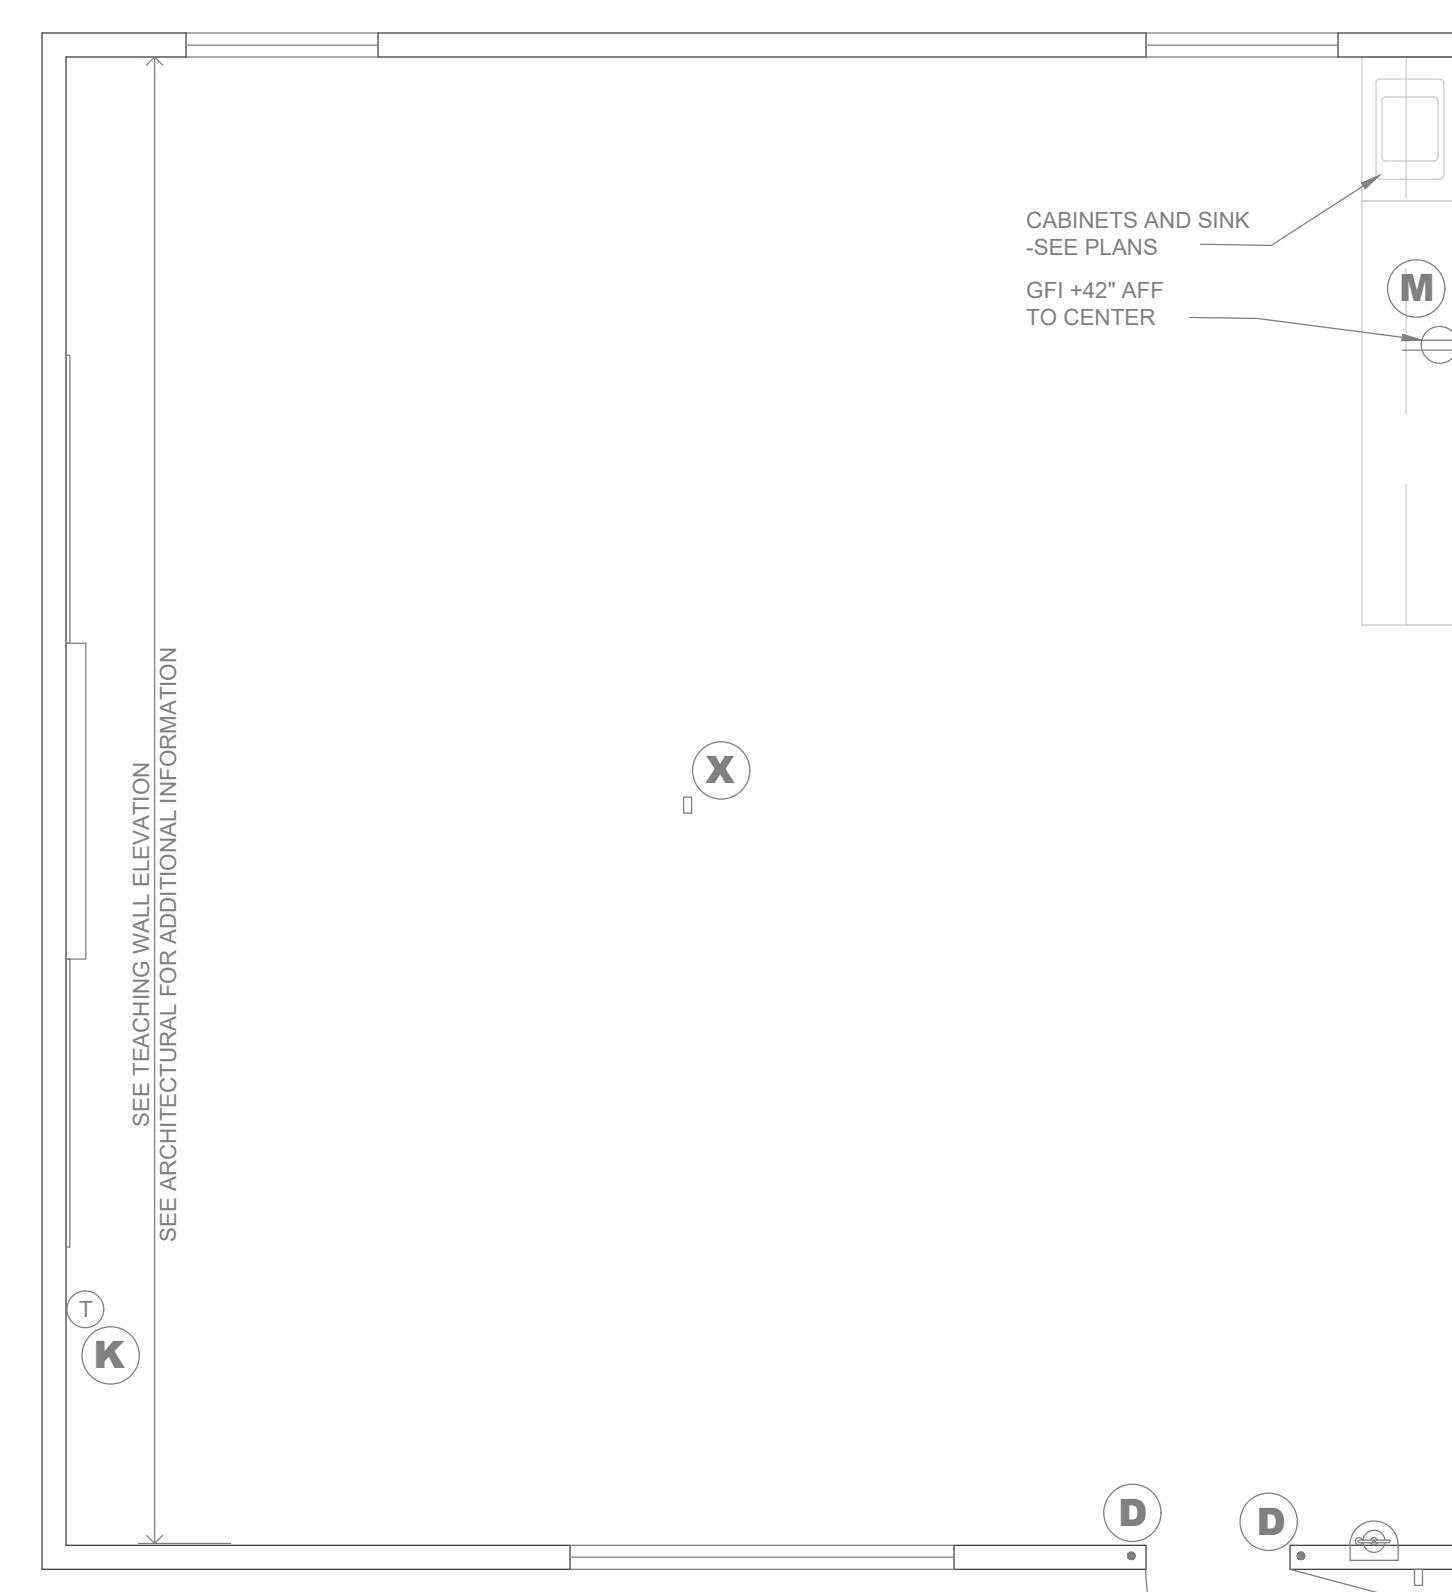 CABINETS AND SINK
-SEE PLANS
GFI +42" AFF
TO CENTER
M
X
SEE TEACHING WALL ELEVATION
SEE ARCHITECTURAL FOR ADDITIONAL INFORMATION
T
K
D
D